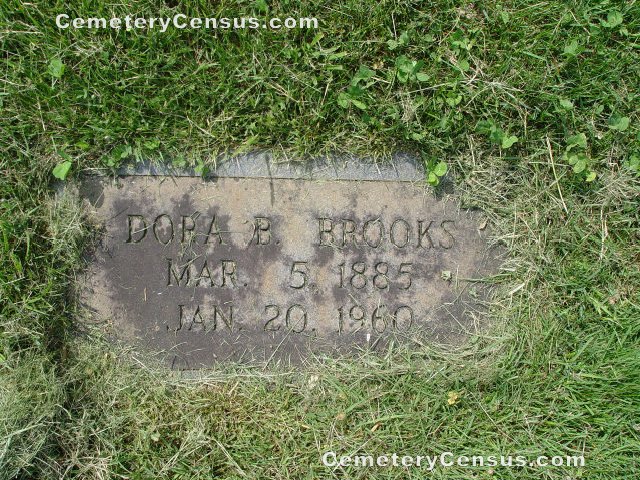 CemeteryCensus.com
DORA B. BROOKS
MAR. 5, 1885
JAN. 20, 1960
CemeteryCensus.com